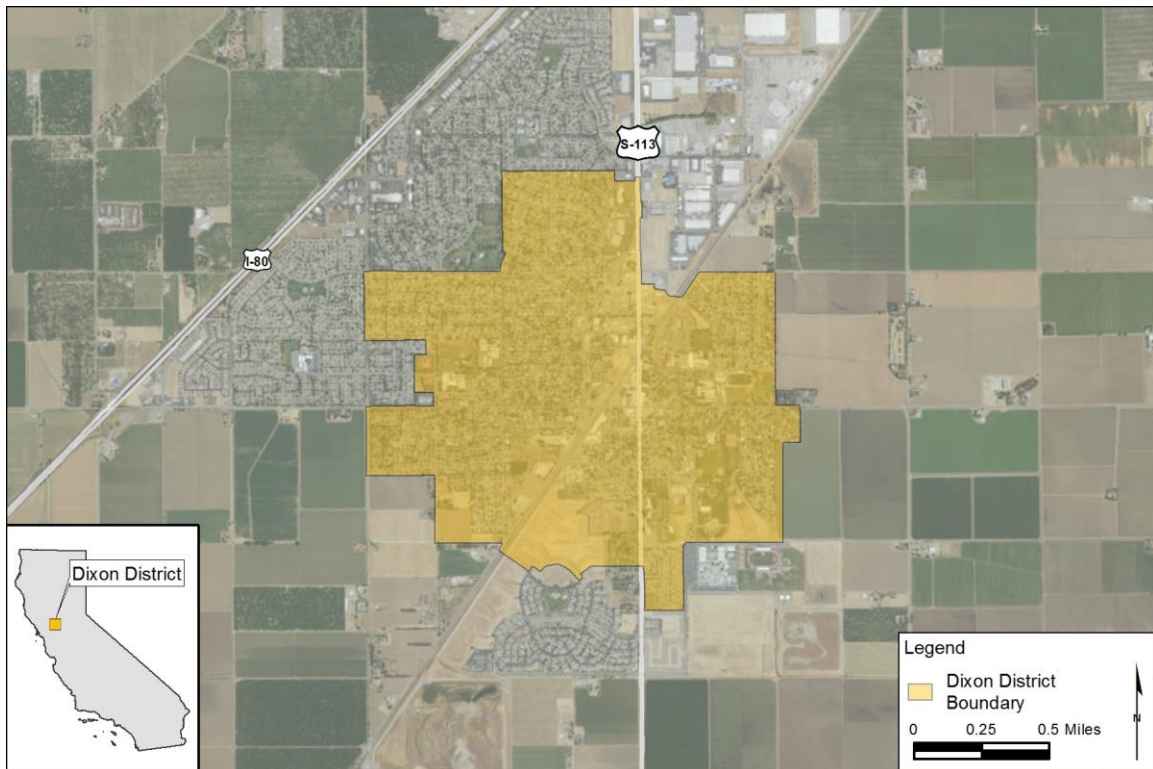 S-113
I-80
Dixon District
Legend
Dixon District
Boundary
0 0.25 0.5 Miles
N